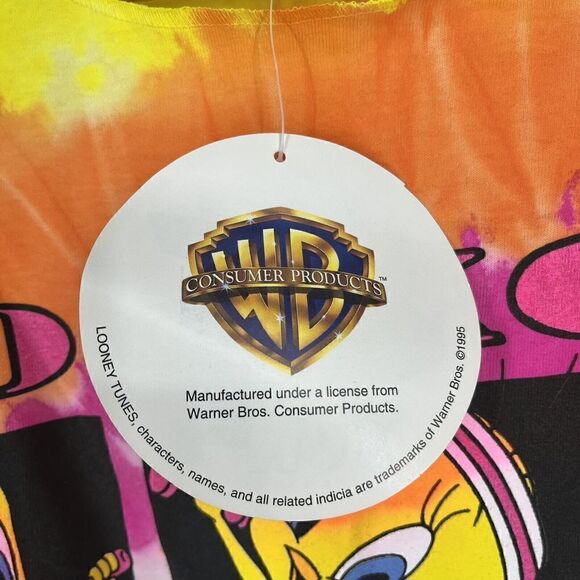 WB
CONSUMER PRODUCTS™
Manufactured under a license from
Warner Bros. Consumer Products.
LOONEY TUNES, characters, names, and all related indicia are trademarks of Warner Bros. ©1995